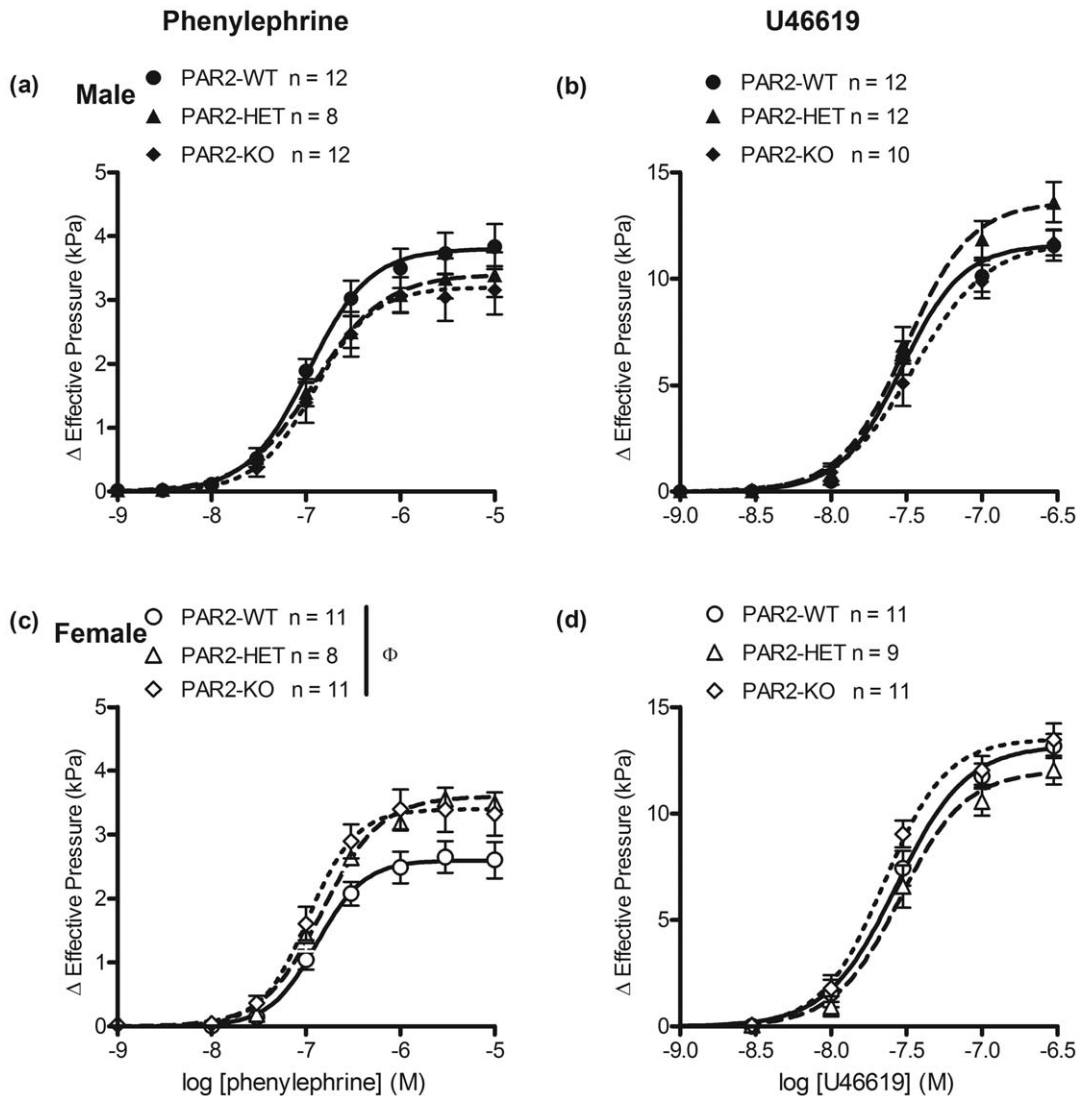 Phenylephrine
U46619
(a)
Male
PAR2-WT n = 12
PAR2-HET n = 8
PAR2-KO n = 12
5
4
3
2
1
0
Δ Effective Pressure (kPa)
-9
-8
-7
-6
-5
(b)
PAR2-WT n = 12
PAR2-HET n = 12
PAR2-KO n = 10
15
10
5
0
Δ Effective Pressure (kPa)
-9.0
-8.5
-8.0
-7.5
-7.0
-6.5
(c)
Female
PAR2-WT n = 11
PAR2-HET n = 8
PAR2-KO n = 11
Φ
5
4
3
2
1
0
Δ Effective Pressure (kPa)
-9
-8
-7
-6
-5
log [phenylephrine] (M)
(d)
PAR2-WT n = 11
PAR2-HET n = 9
PAR2-KO n = 11
15
10
5
0
Δ Effective Pressure (kPa)
-9.0
-8.5
-8.0
-7.5
-7.0
-6.5
log [U46619] (M)